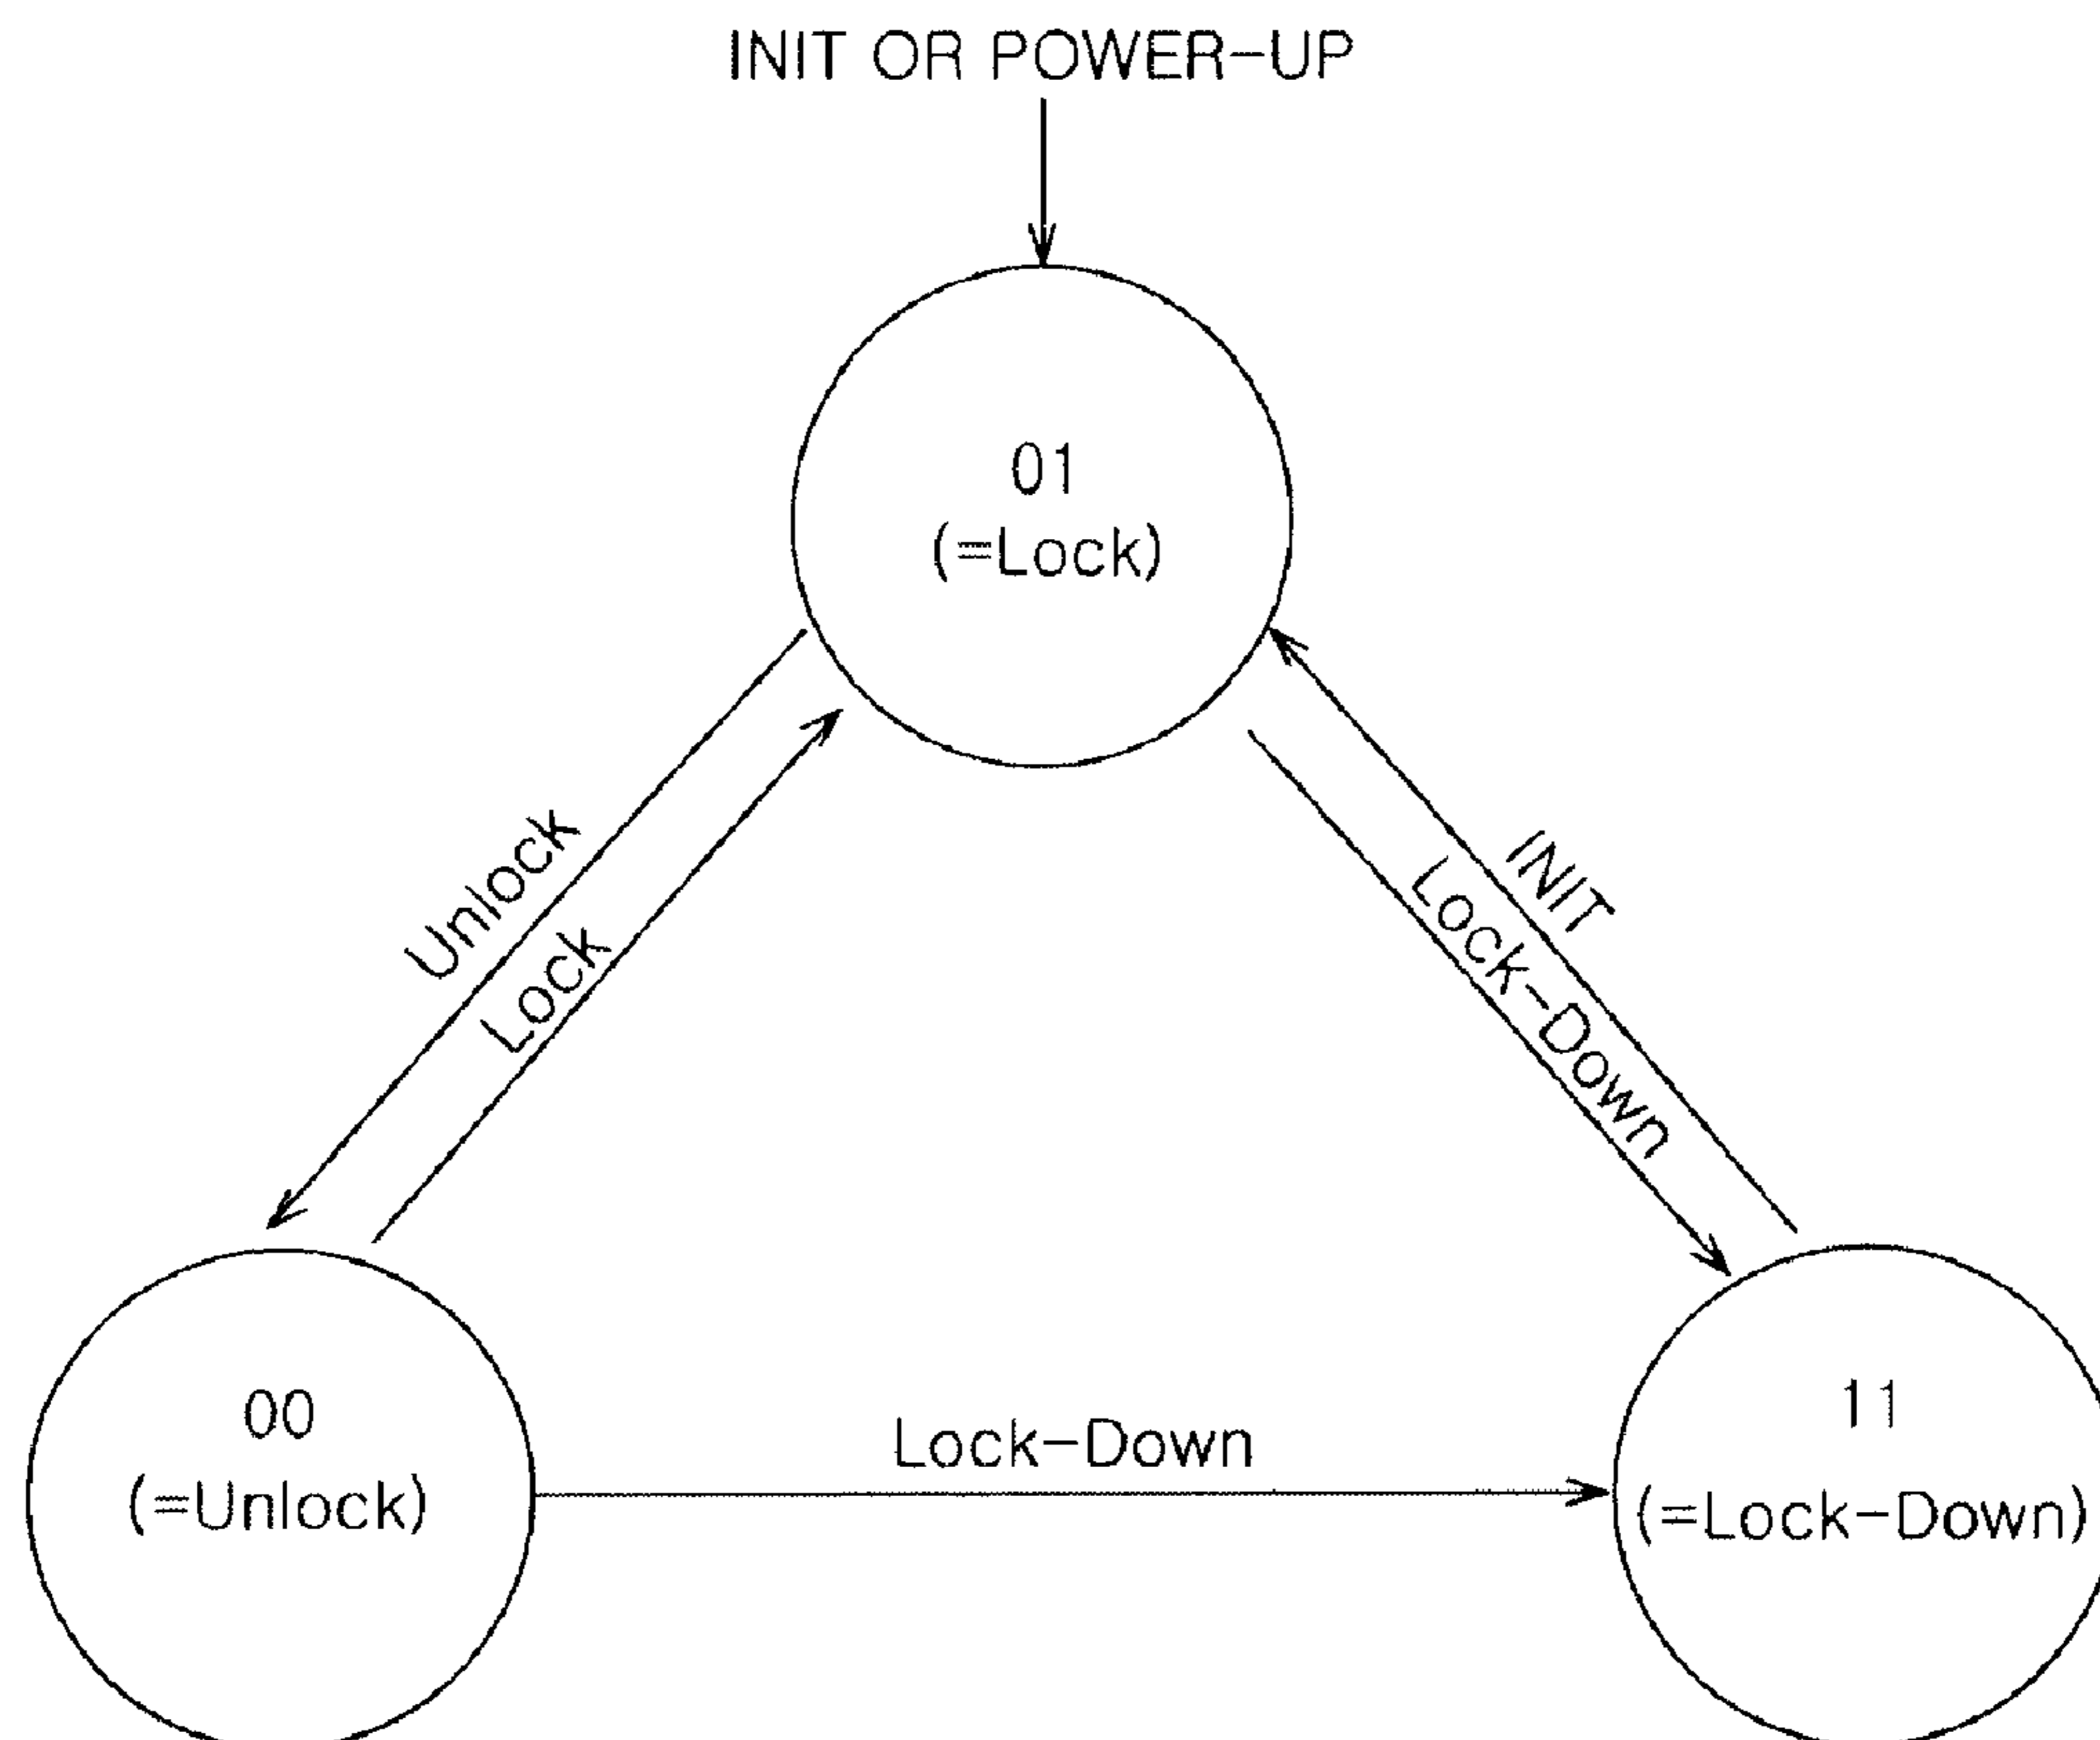 INIT OR POWER-UP
01
(=Lock)
Unlock
Lock
INIT
Lock-Down
00
(=Unlock)
Lock-Down
11
(=Lock-Down)